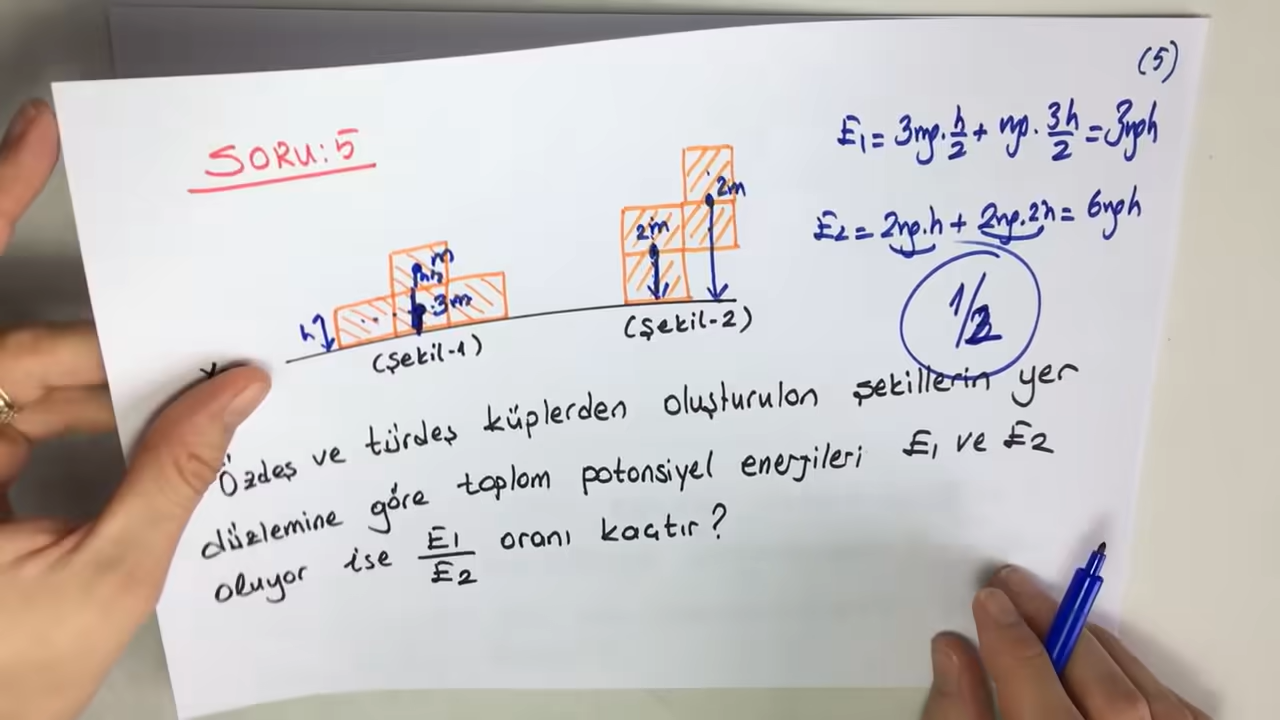 (5)
SORU:5
E₁ = 3mg.h/2 + mg.3h/2 = 3mgh
E₂ = 2mg.h + 2mg.2h = 6mgh
1/2
m
3m
h
2m
2m
(Şekil-1)
(Şekil-2)
Özdeş ve türdeş küplerden oluşturulan şekillerin yer
düzlemine göre toplam potansiyel enerjileri E₁ ve E₂
oluyor ise E₁/E₂ oranı kaçtır?